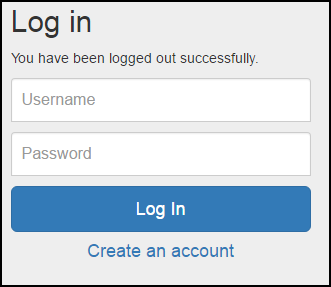 Log in
You have been logged out successfully.
Username
Password
Log In
Create an account